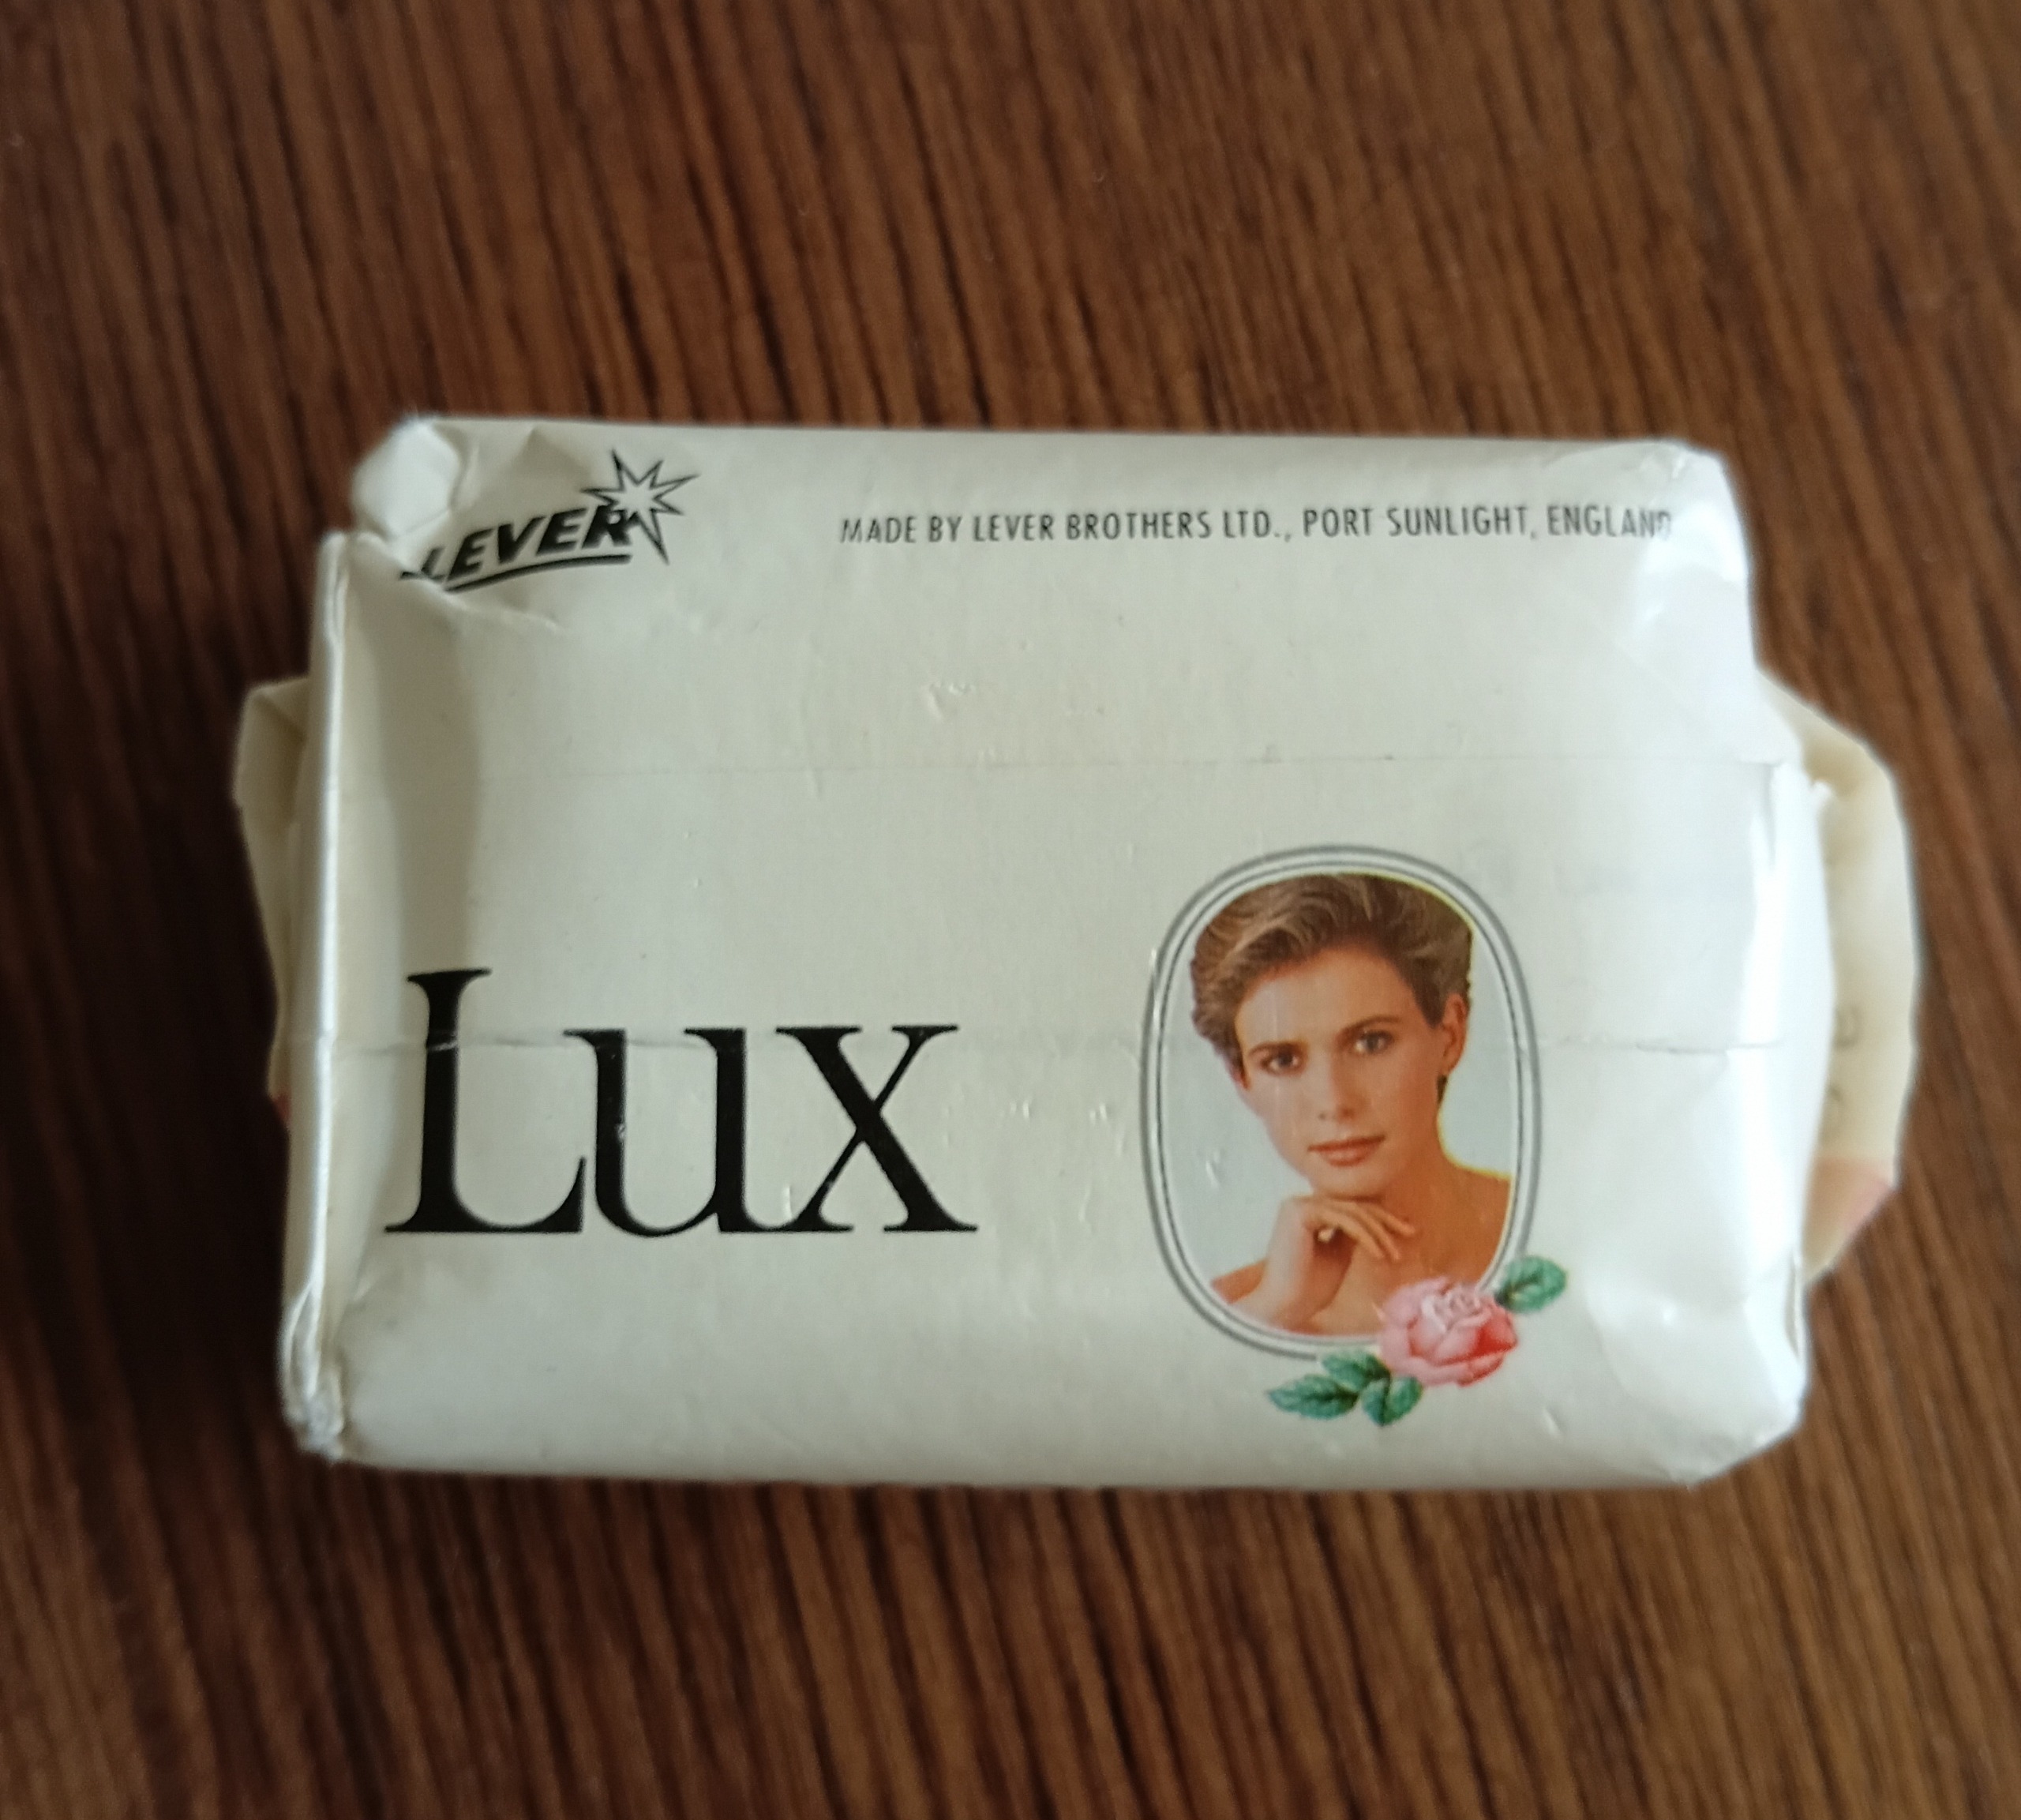 LEVER
MADE BY LEVER BROTHERS LTD., PORT SUNLIGHT, ENGLAND
Lux